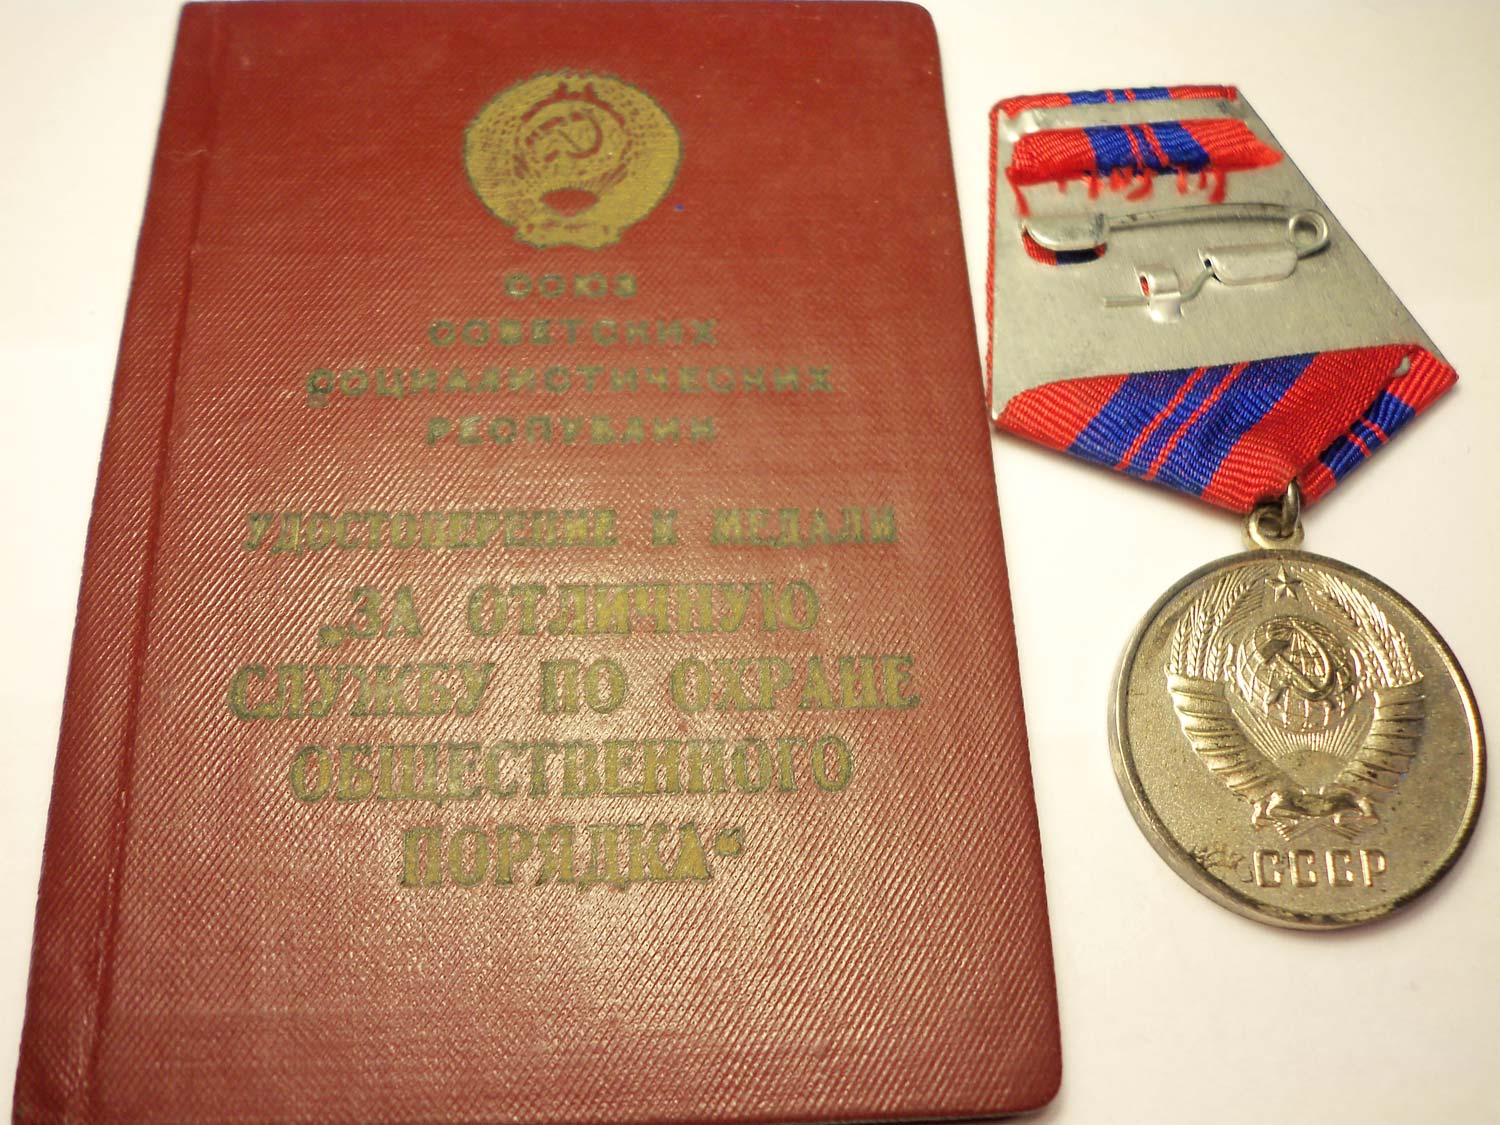 СОЮЗ
СОВЕТСКИХ
СОЦИАЛИСТИЧЕСКИХ
РЕСПУБЛИК
УДОСТОВЕРЕНИЕ К МЕДАЛИ
„ЗА ОТЛИЧНУЮ
СЛУЖБУ ПО ОХРАНЕ
ОБЩЕСТВЕННОГО
ПОРЯДКА“
СССР